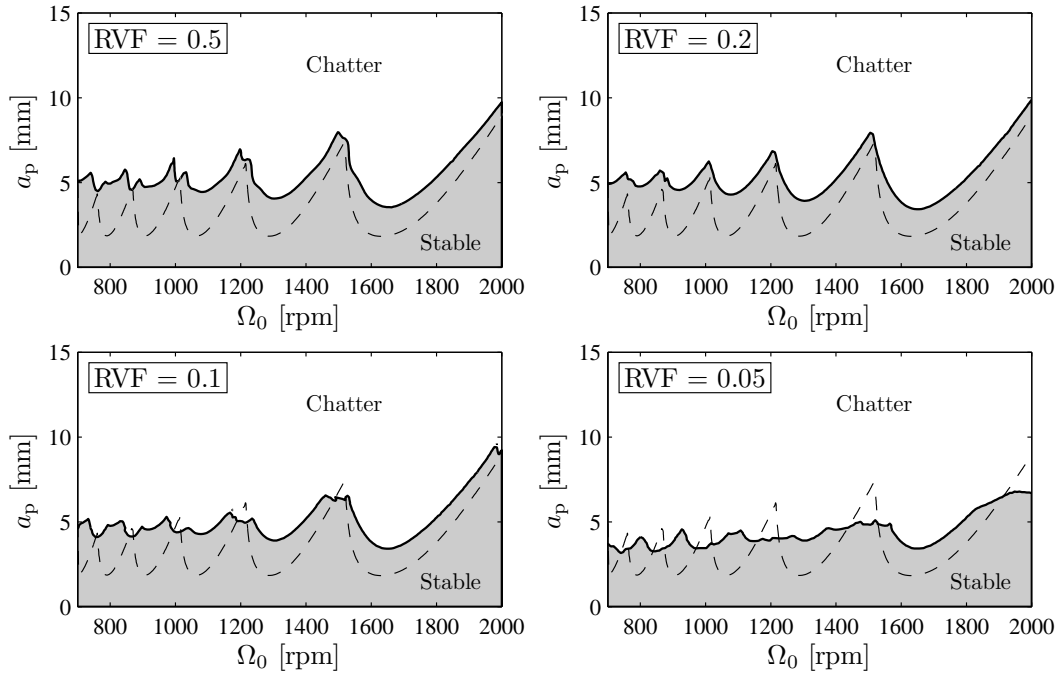 RVF = 0.5
Chatter
Stable
a_p [mm]
15
10
5
0
800 1000 1200 1400 1600 1800 2000
Ω₀ [rpm]
RVF = 0.2
Chatter
Stable
a_p [mm]
15
10
5
0
800 1000 1200 1400 1600 1800 2000
Ω₀ [rpm]
RVF = 0.1
Chatter
Stable
a_p [mm]
15
10
5
0
800 1000 1200 1400 1600 1800 2000
Ω₀ [rpm]
RVF = 0.05
Chatter
Stable
a_p [mm]
15
10
5
0
800 1000 1200 1400 1600 1800 2000
Ω₀ [rpm]